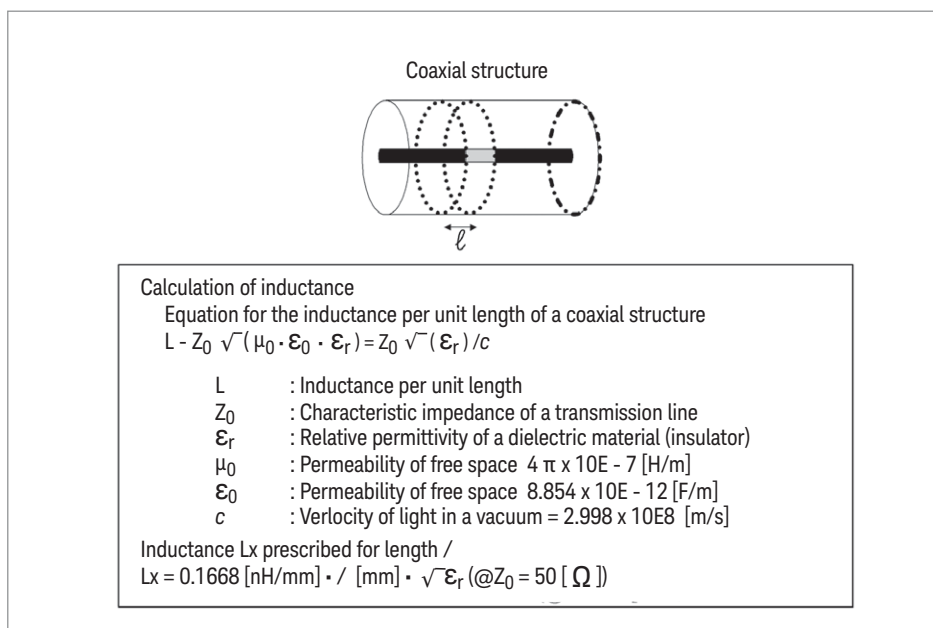 Coaxial structure
ℓ
Calculation of inductance
Equation for the inductance per unit length of a coaxial structure
L - Z₀ √‾( μ₀ · ε₀ · εᵣ ) = Z₀ √‾( εᵣ ) /c
L : Inductance per unit length
Z₀ : Characteristic impedance of a transmission line
εᵣ : Relative permittivity of a dielectric material (insulator)
μ₀ : Permeability of free space 4 π x 10E - 7 [H/m]
ε₀ : Permeability of free space 8.854 x 10E - 12 [F/m]
c : Verlocity of light in a vacuum = 2.998 x 10E8 [m/s]
Inductance Lx prescribed for length /
Lx = 0.1668 [nH/mm] · / [mm] · √‾εᵣ (@Z₀ = 50 [ Ω ])